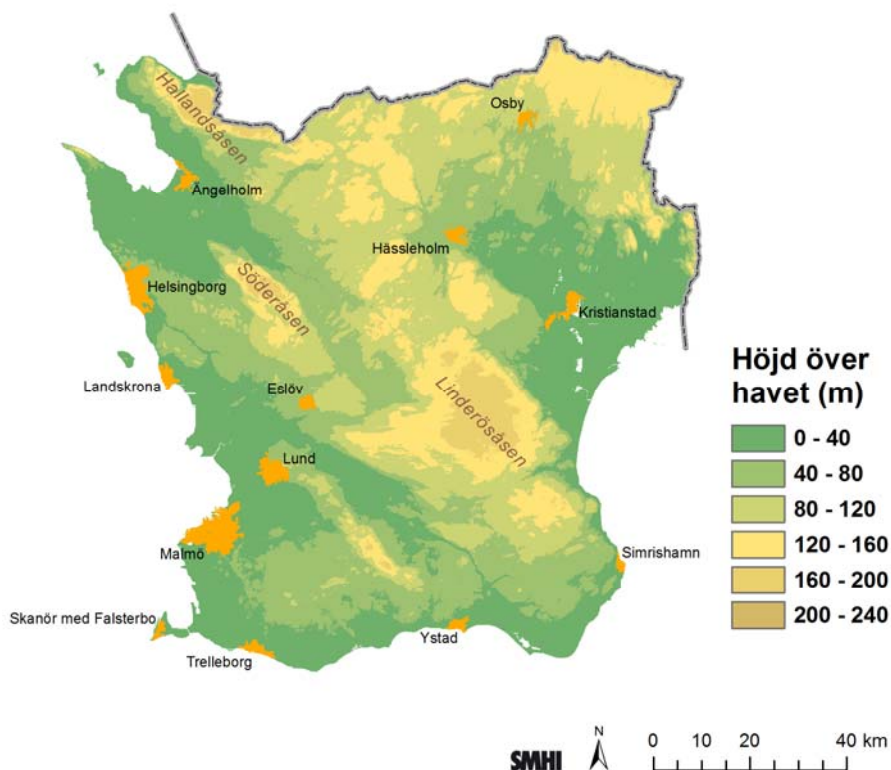 Hallandsåsen
Osby
Ängelholm
Hässleholm
Söderåsen
Helsingborg
Kristianstad
Landskrona
Eslöv
Linderösåsen
Lund
Malmö
Simrishamn
Skanör med Falsterbo
Ystad
Trelleborg
Höjd över
havet (m)
0 - 40
40 - 80
80 - 120
120 - 160
160 - 200
200 - 240
SMHI
N
0 10 20 40 km